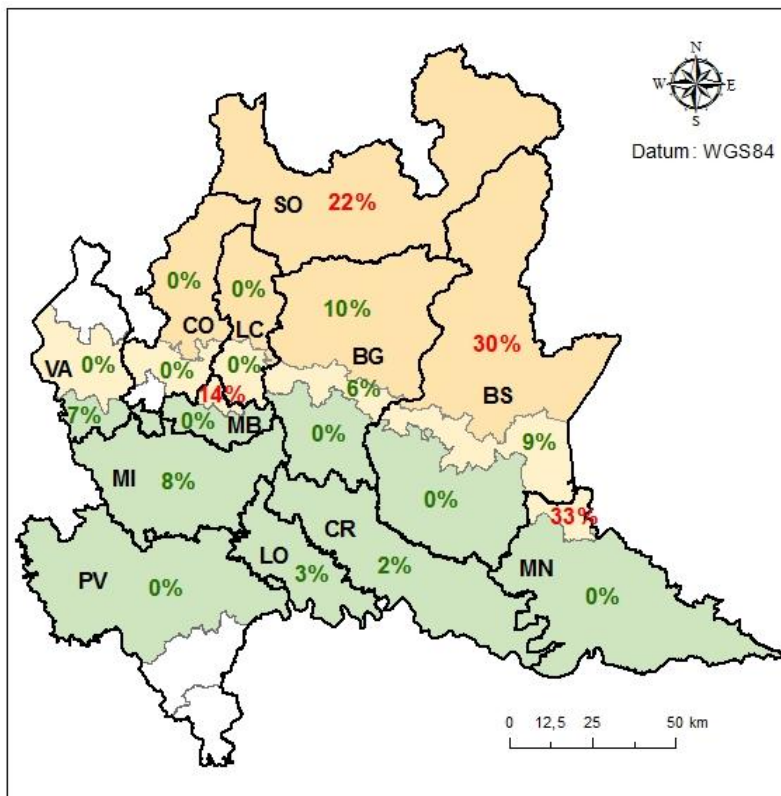 N
W E
S
Datum: WGS84
SO 22%
0% 0%
10%
CO LC
BG 30%
VA 0% 0% 0%
6% BS
14%
7% 0% MB
0% 9%
MI 8% 0%
33%
CR
LO MN
PV 0% 3% 2% 0%
0 12,5 25 50 km